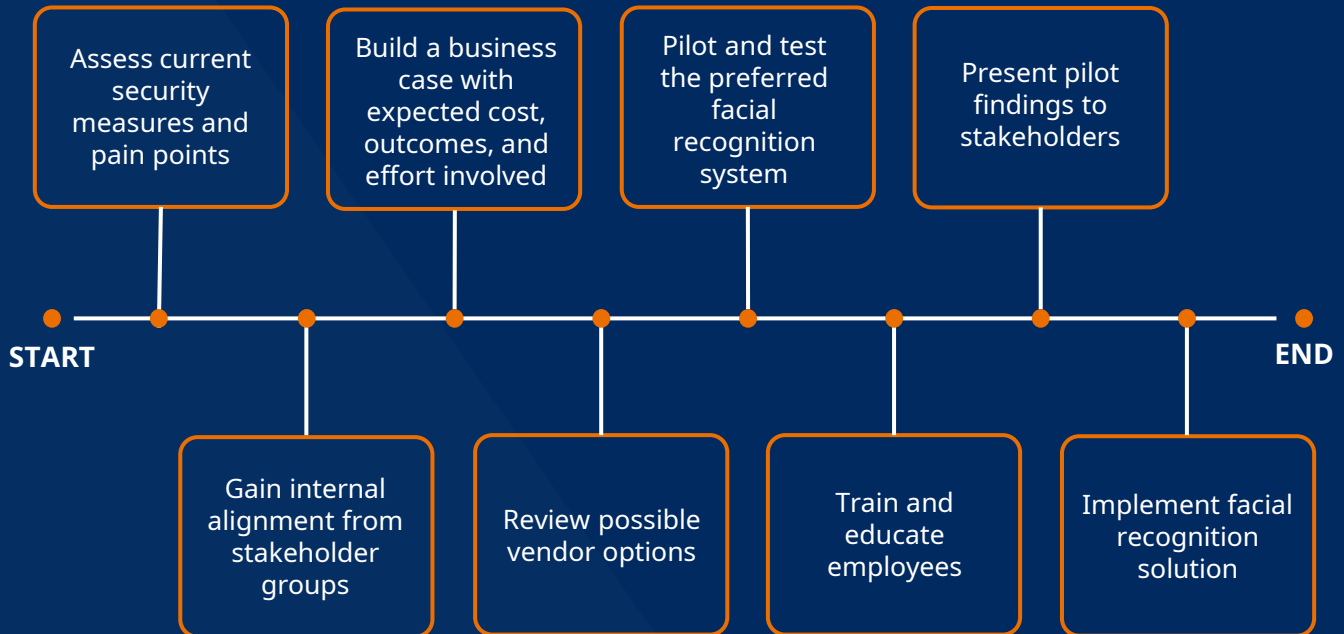 Assess current
security
measures and
pain points
Build a business
case with
expected cost,
outcomes, and
effort involved
Pilot and test
the preferred
facial
recognition
system
Present pilot
findings to
stakeholders
START
END
Gain internal
alignment from
stakeholder
groups
Review possible
vendor options
Train and
educate
employees
Implement facial
recognition
solution